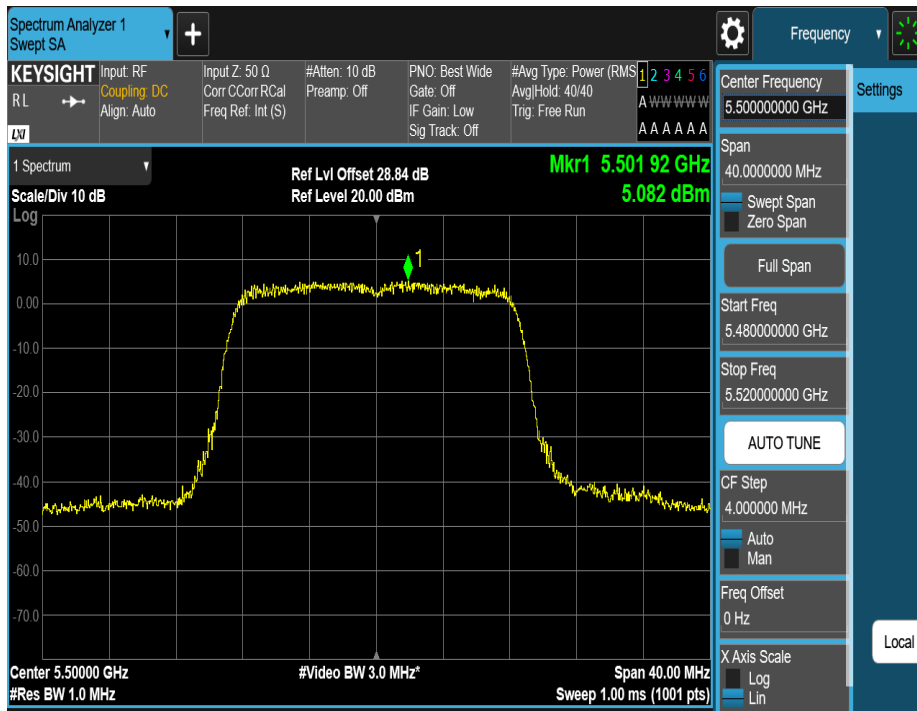 Spectrum Analyzer 1
Swept SA
+
Frequency
KEYSIGHT
R L
LXI
Input: RF
Coupling: DC
Align: Auto
Input Z: 50 Ω
Corr CCorr RCal
Freq Ref: Int (S)
#Atten: 10 dB
Preamp: Off
PNO: Best Wide
Gate: Off
IF Gain: Low
Sig Track: Off
#Avg Type: Power (RMS
Avg|Hold: 40/40
Trig: Free Run
1 2 3 4 5 6
A W W W W W
A A A A A A
1 Spectrum
Scale/Div 10 dB
Log
Ref Lvl Offset 28.84 dB
Ref Level 20.00 dBm
Mkr1 5.501 92 GHz
5.082 dBm
1
10.0
0.00
-10.0
-20.0
-30.0
-40.0
-50.0
-60.0
-70.0
Center 5.50000 GHz
#Res BW 1.0 MHz
#Video BW 3.0 MHz*
Span 40.00 MHz
Sweep 1.00 ms (1001 pts)
Center Frequency
5.500000000 GHz
Span
40.0000000 MHz
Swept Span
Zero Span
Full Span
Start Freq
5.480000000 GHz
Stop Freq
5.520000000 GHz
AUTO TUNE
CF Step
4.000000 MHz
Auto
Man
Freq Offset
0 Hz
X Axis Scale
Log
Lin
Settings
Local